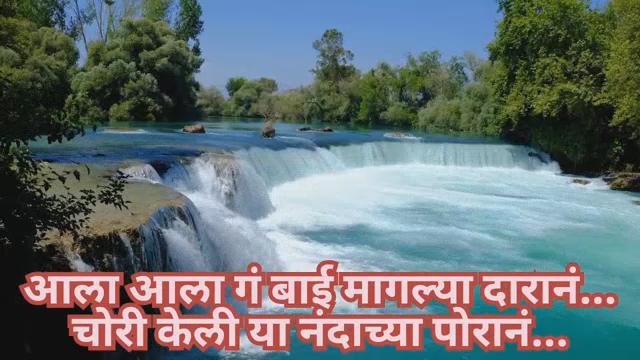 आला आला गं बाई मागल्या दारानं...
चोरी केली या नंदाच्या पोरानं...